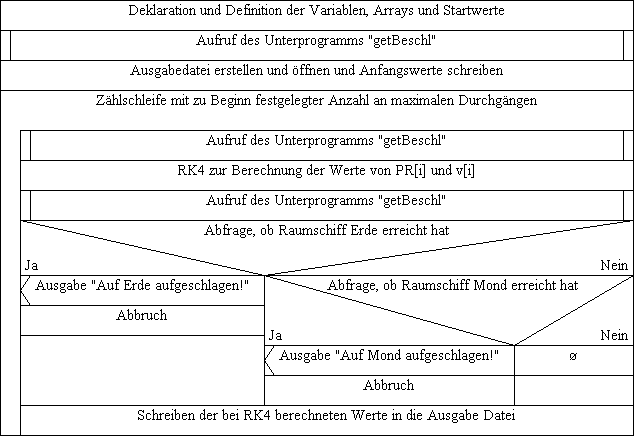 Deklaration und Definition der Variablen, Arrays und Startwerte
Aufruf des Unterprogramms "getBeschl"
Ausgabedatei erstellen und öffnen und Anfangswerte schreiben
Zählschleife mit zu Beginn festgelegter Anzahl an maximalen Durchgängen
Aufruf des Unterprogramms "getBeschl"
RK4 zur Berechnung der Werte von PR[i] und v[i]
Aufruf des Unterprogramms "getBeschl"
Abfrage, ob Raumschiff Erde erreicht hat
Ja
Nein
Ausgabe "Auf Erde aufgeschlagen!"
Abbruch
Abfrage, ob Raumschiff Mond erreicht hat
Ja
Nein
Ausgabe "Auf Mond aufgeschlagen!"
ø
Abbruch
Schreiben der bei RK4 berechneten Werte in die Ausgabe Datei